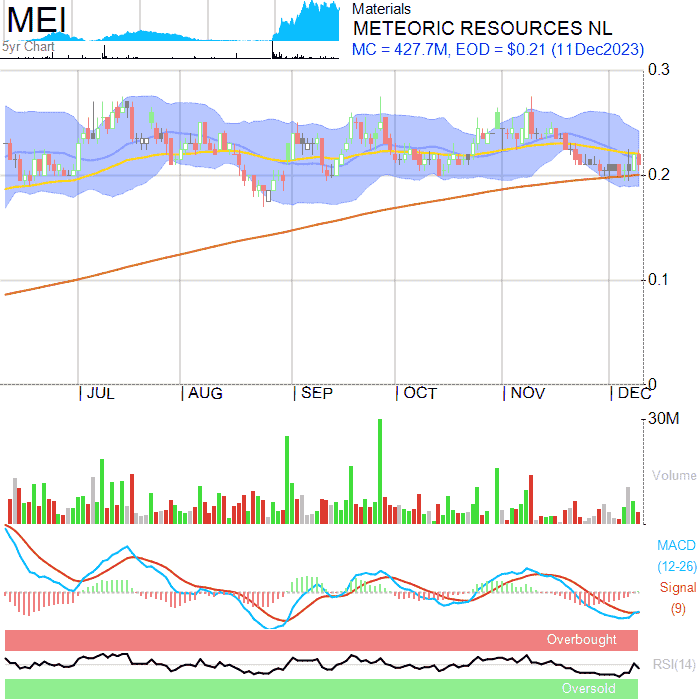 MEI
5yr Chart
Materials
METEORIC RESOURCES NL
MC = 427.7M, EOD = $0.21 (11Dec2023)
0.3
0.2
0.1
0
JUL AUG SEP OCT NOV DEC
30M
Volume
MACD
(12-26)
Signal
(9)
Overbought
RSI(14)
Oversold